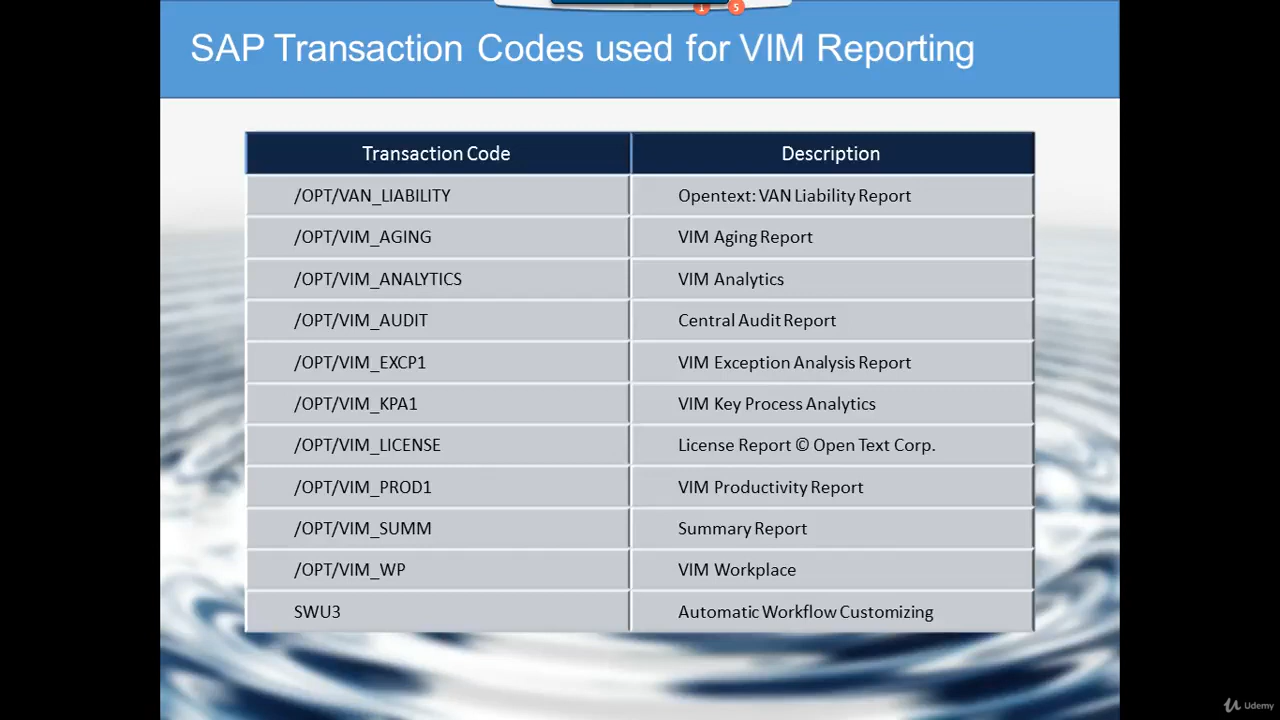 1 5
SAP Transaction Codes used for VIM Reporting
Transaction Code Description
/OPT/VAN_LIABILITY Opentext: VAN Liability Report
/OPT/VIM_AGING VIM Aging Report
/OPT/VIM_ANALYTICS VIM Analytics
/OPT/VIM_AUDIT Central Audit Report
/OPT/VIM_EXCP1 VIM Exception Analysis Report
/OPT/VIM_KPA1 VIM Key Process Analytics
/OPT/VIM_LICENSE License Report © Open Text Corp.
/OPT/VIM_PROD1 VIM Productivity Report
/OPT/VIM_SUMM Summary Report
/OPT/VIM_WP VIM Workplace
SWU3 Automatic Workflow Customizing
Udemy